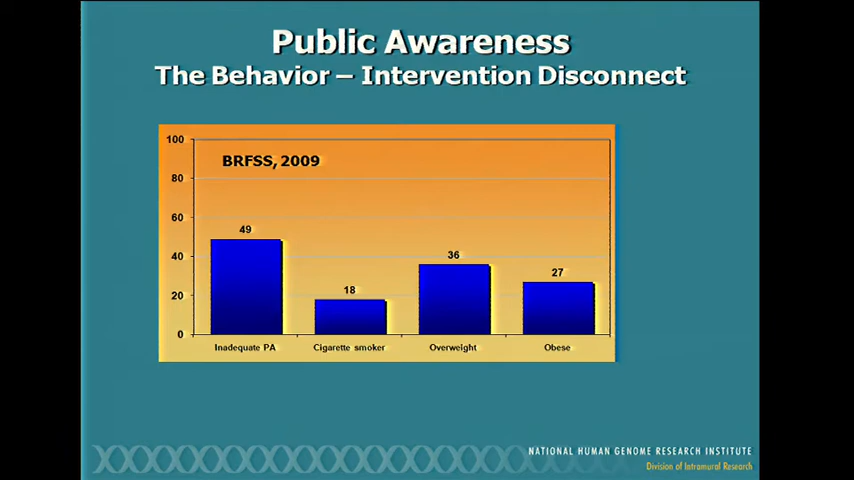 Public Awareness
The Behavior – Intervention Disconnect
BRFSS, 2009
100
80
60
40
20
0
49
18
36
27
Inadequate PA
Cigarette smoker
Overweight
Obese
NATIONAL HUMAN GENOME RESEARCH INSTITUTE
Division of Intramural Research